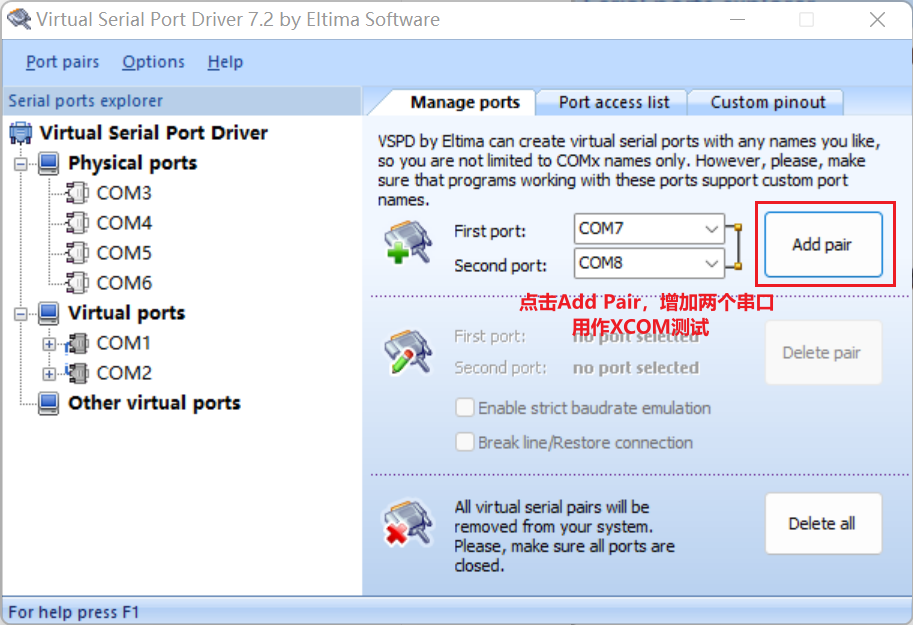 Virtual Serial Port Driver 7.2 by Eltima Software
Port pairs Options Help
Serial ports explorer
Virtual Serial Port Driver
Physical ports
COM3
COM4
COM5
COM6
Virtual ports
COM1
COM2
Other virtual ports
Manage ports Port access list Custom pinout
VSPD by Eltima can create virtual serial ports with any names you like,
so you are not limited to COMx names only. However, please, make
sure that programs working with these ports support custom port
names.
First port: COM7
Second port: COM8
Add pair
点击Add Pair，增加两个串口
用作XCOM测试
First port: no port selected
Second port: no port selected
Delete pair
Enable strict baudrate emulation
Break line/Restore connection
All virtual serial pairs will be
removed from your system.
Please, make sure all ports are
closed.
Delete all
For help press F1